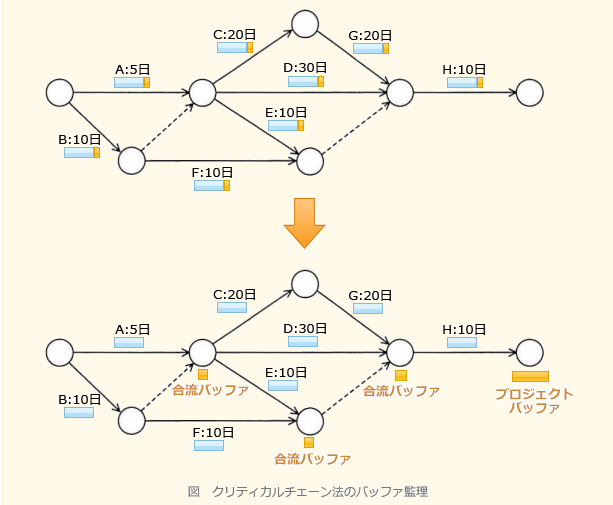 C:20日
G:20日
A:5日
D:30日
H:10日
E:10日
B:10日
F:10日
C:20日
G:20日
A:5日
D:30日
H:10日
E:10日
合流バッファ
合流バッファ
プロジェクト
バッファ
B:10日
F:10日
合流バッファ
図 クリティカルチェーン法のバッファ監理